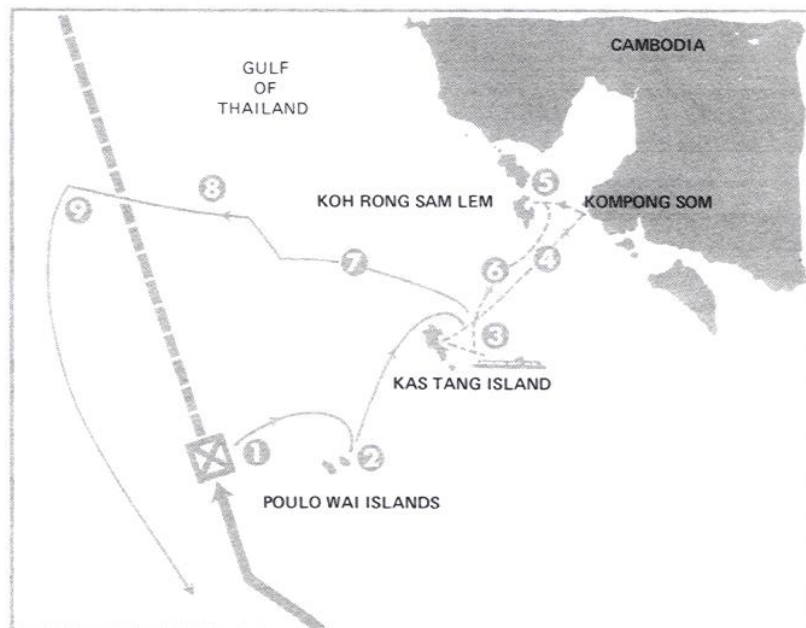 CAMBODIA
GULF
OF
THAILAND
9
8
5
KOH RONG SAM LEM
KOMPONG SOM
7
6
4
3
KAS TANG ISLAND
1
2
POULO WAI ISLANDS